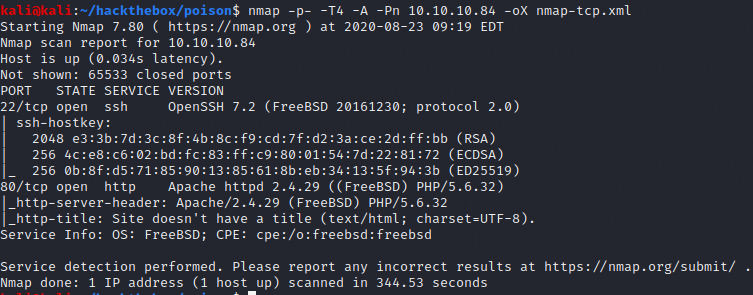 kali@kali:~/hackthebox/poison$ nmap -p- -T4 -A -Pn 10.10.10.84 -oX nmap-tcp.xml
Starting Nmap 7.80 ( https://nmap.org ) at 2020-08-23 09:19 EDT
Nmap scan report for 10.10.10.84
Host is up (0.034s latency).
Not shown: 65533 closed ports
PORT   STATE SERVICE VERSION
22/tcp open  ssh     OpenSSH 7.2 (FreeBSD 20161230; protocol 2.0)
| ssh-hostkey:
|   2048 e3:3b:7d:3c:8f:4b:8c:f9:cd:7f:d2:3a:ce:2d:ff:bb (RSA)
|   256 4c:e8:c6:02:bd:fc:83:ff:c9:80:01:54:7d:22:81:72 (ECDSA)
|_  256 0b:8f:d5:71:85:90:13:85:61:8b:eb:34:13:5f:94:3b (ED25519)
80/tcp open  http    Apache httpd 2.4.29 ((FreeBSD) PHP/5.6.32)
|_http-server-header: Apache/2.4.29 (FreeBSD) PHP/5.6.32
|_http-title: Site doesn't have a title (text/html; charset=UTF-8).
Service Info: OS: FreeBSD; CPE: cpe:/o:freebsd:freebsd
Service detection performed. Please report any incorrect results at https://nmap.org/submit/ .
Nmap done: 1 IP address (1 host up) scanned in 344.53 seconds
kali@kali:~/hackthebox/poison$